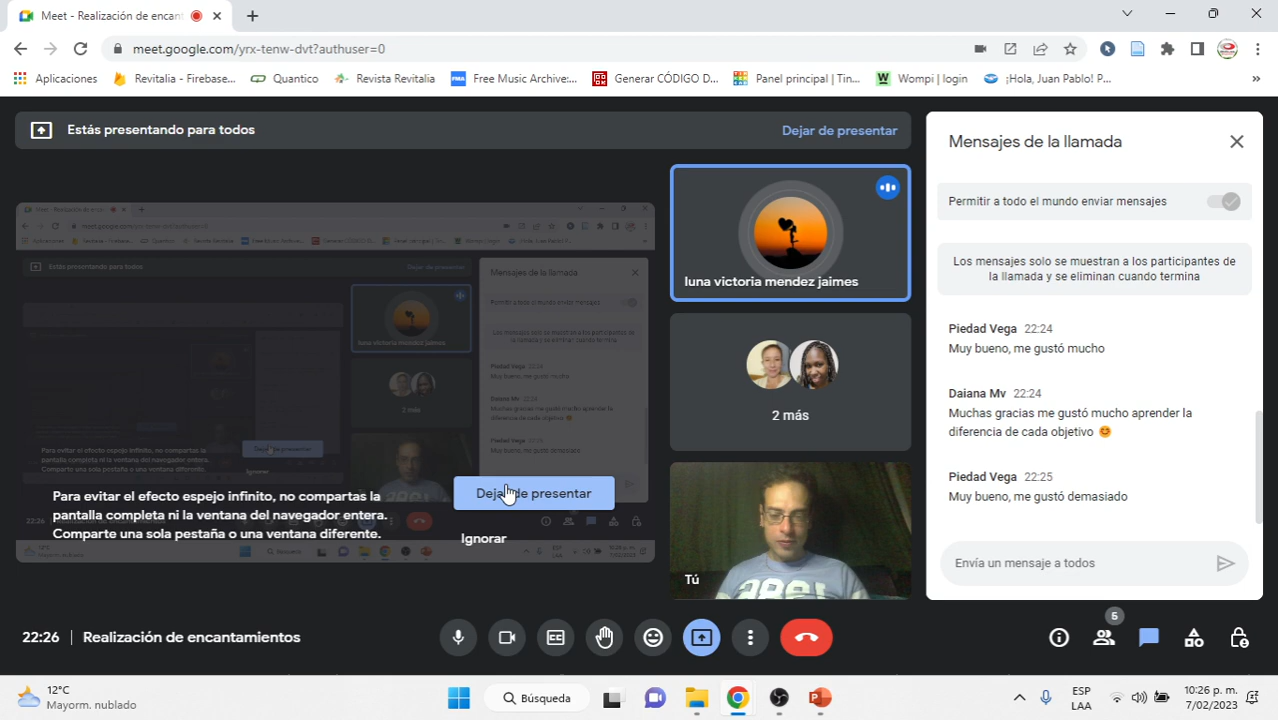 Meet - Realización de encant
meet.google.com/yrx-tenw-dvt?authuser=0
Aplicaciones Revitalia - Firebase... Quantico Revista Revitalia Free Music Archive:... Generar CÓDIGO D... Panel principal | Tin... Wompi | login ¡Hola, Juan Pablo! P... »
Estás presentando para todos
Dejar de presentar
luna victoria mendez jaimes
2 más
Tú
Para evitar el efecto espejo infinito, no compartas la
pantalla completa ni la ventana del navegador entera.
Comparte una sola pestaña o una ventana diferente.
Dejar de presentar
Ignorar
Mensajes de la llamada
Permitir a todo el mundo enviar mensajes
Los mensajes solo se muestran a los participantes de
la llamada y se eliminan cuando termina
Piedad Vega 22:24
Muy bueno, me gustó mucho
Daiana Mv 22:24
Muchas gracias me gustó mucho aprender la
diferencia de cada objetivo 😊
Piedad Vega 22:25
Muy bueno, me gustó demasiado
Envía un mensaje a todos
22:26 | Realización de encantamientos
5
12°C
Mayorm. nublado
Búsqueda
ESP
LAA
10:26 p. m.
7/02/2023